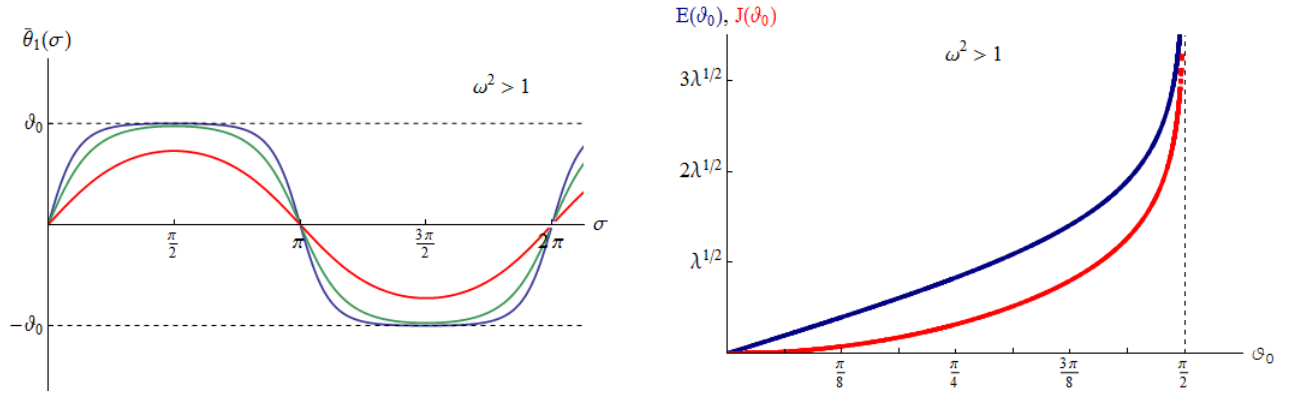 θ̄₁(σ)
ω² > 1
ϑ₀
π/2
π
3π/2
2π
σ
−ϑ₀
E(ϑ₀), J(ϑ₀)
ω² > 1
3λ^{1/2}
2λ^{1/2}
λ^{1/2}
π/8
π/4
3π/8
π/2
ϑ₀